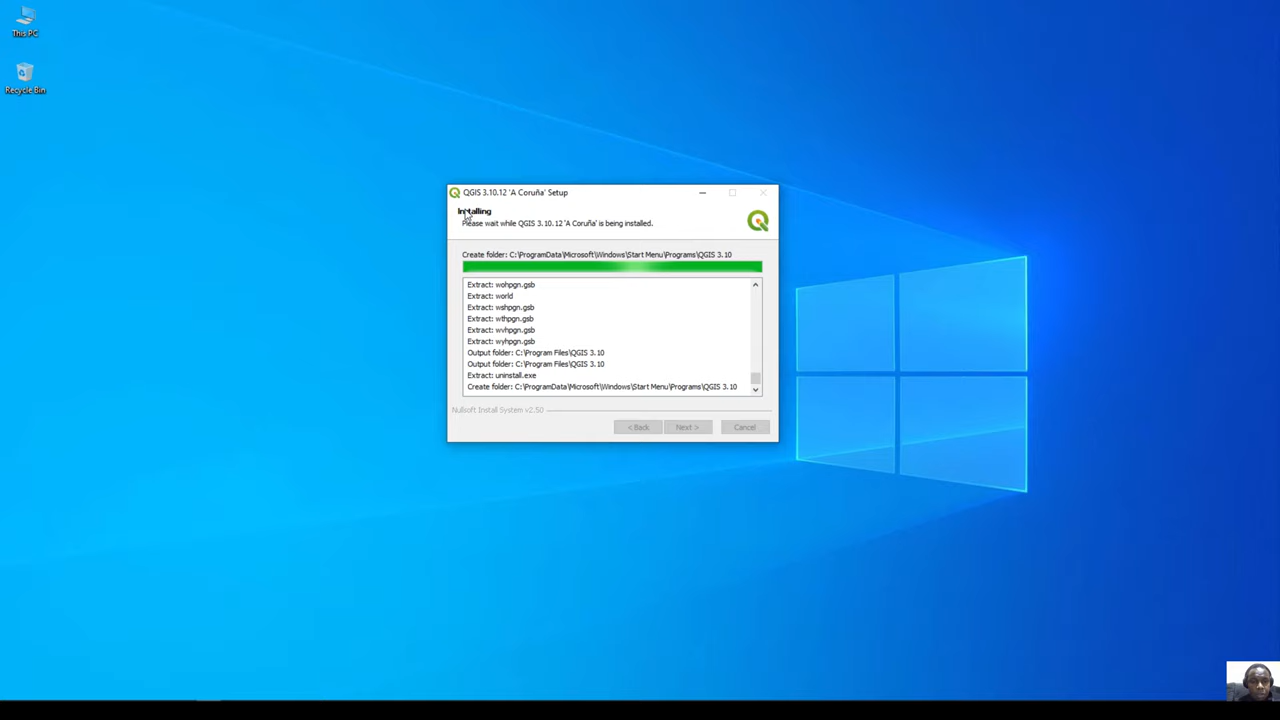 This PC
Recycle Bin
QGIS 3.10.12 'A Coruña' Setup
Installing
Please wait while QGIS 3.10.12 'A Coruña' is being installed.
Create folder: C:\ProgramData\Microsoft\Windows\Start Menu\Programs\QGIS 3.10
Extract: wohpgn.gsb
Extract: world
Extract: wshpgn.gsb
Extract: wthpgn.gsb
Extract: wvhpgn.gsb
Extract: wyhpgn.gsb
Output folder: C:\Program Files\QGIS 3.10
Output folder: C:\Program Files\QGIS 3.10
Extract: uninstall.exe
Create folder: C:\ProgramData\Microsoft\Windows\Start Menu\Programs\QGIS 3.10
Nullsoft Install System v2.50
< Back Next > Cancel